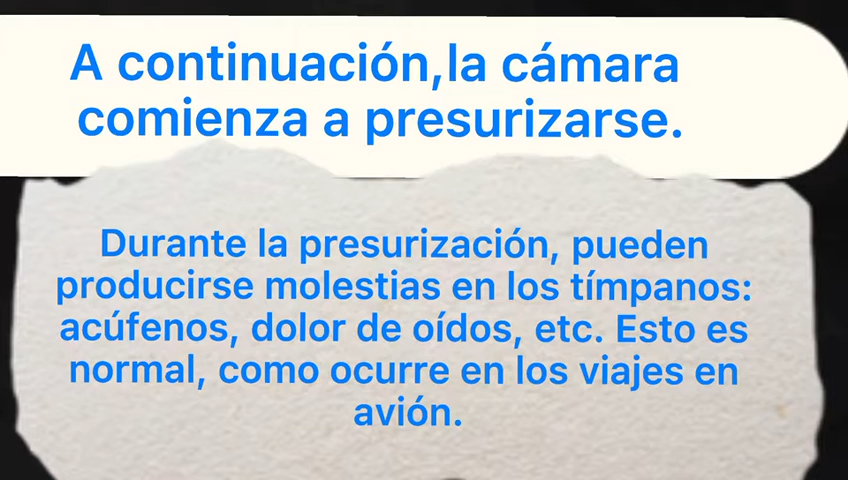 A continuación,la cámara
comienza a presurizarse.
Durante la presurización, pueden
producirse molestias en los tímpanos:
acúfenos, dolor de oídos, etc. Esto es
normal, como ocurre en los viajes en
avión.